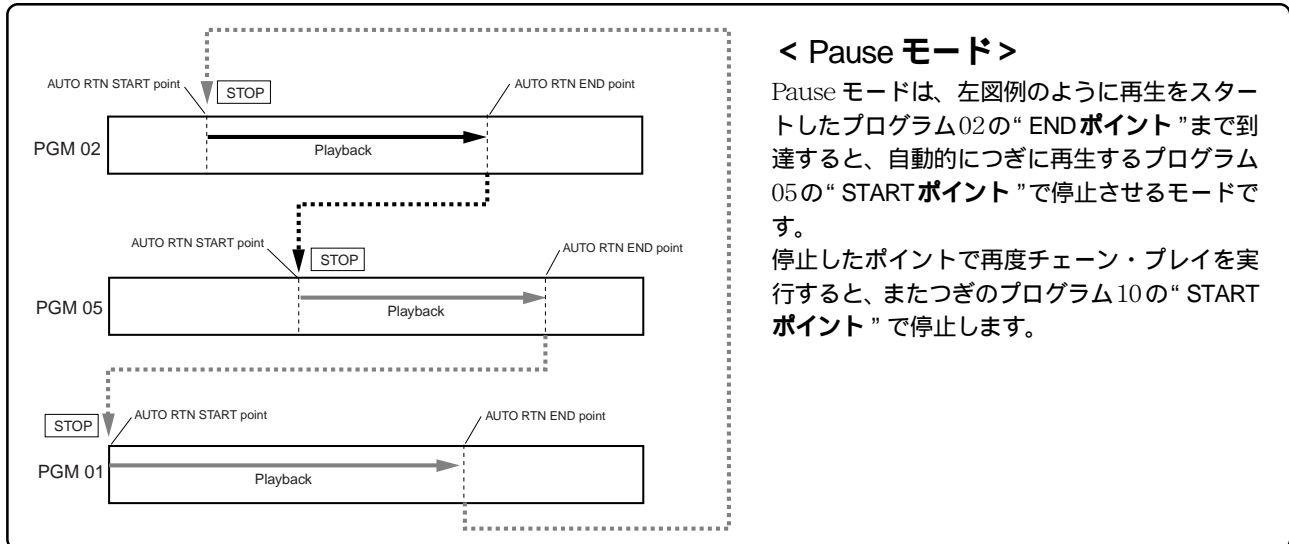 AUTO RTN START point
STOP
AUTO RTN END point
PGM 02
Playback
AUTO RTN START point
STOP
AUTO RTN END point
PGM 05
Playback
STOP
AUTO RTN START point
AUTO RTN END point
PGM 01
Playback
< Pause モード >
Pause モードは、左図例のように再生をスター
トしたプログラム02の“ ENDポイント ”まで到
達すると、自動的につぎに再生するプログラム
05の“ STARTポイント ”で停止させるモードで
す。
停止したポイントで再度チェーン・プレイを実
行すると、またつぎのプログラム10の“ START
ポイント ” で停止します。